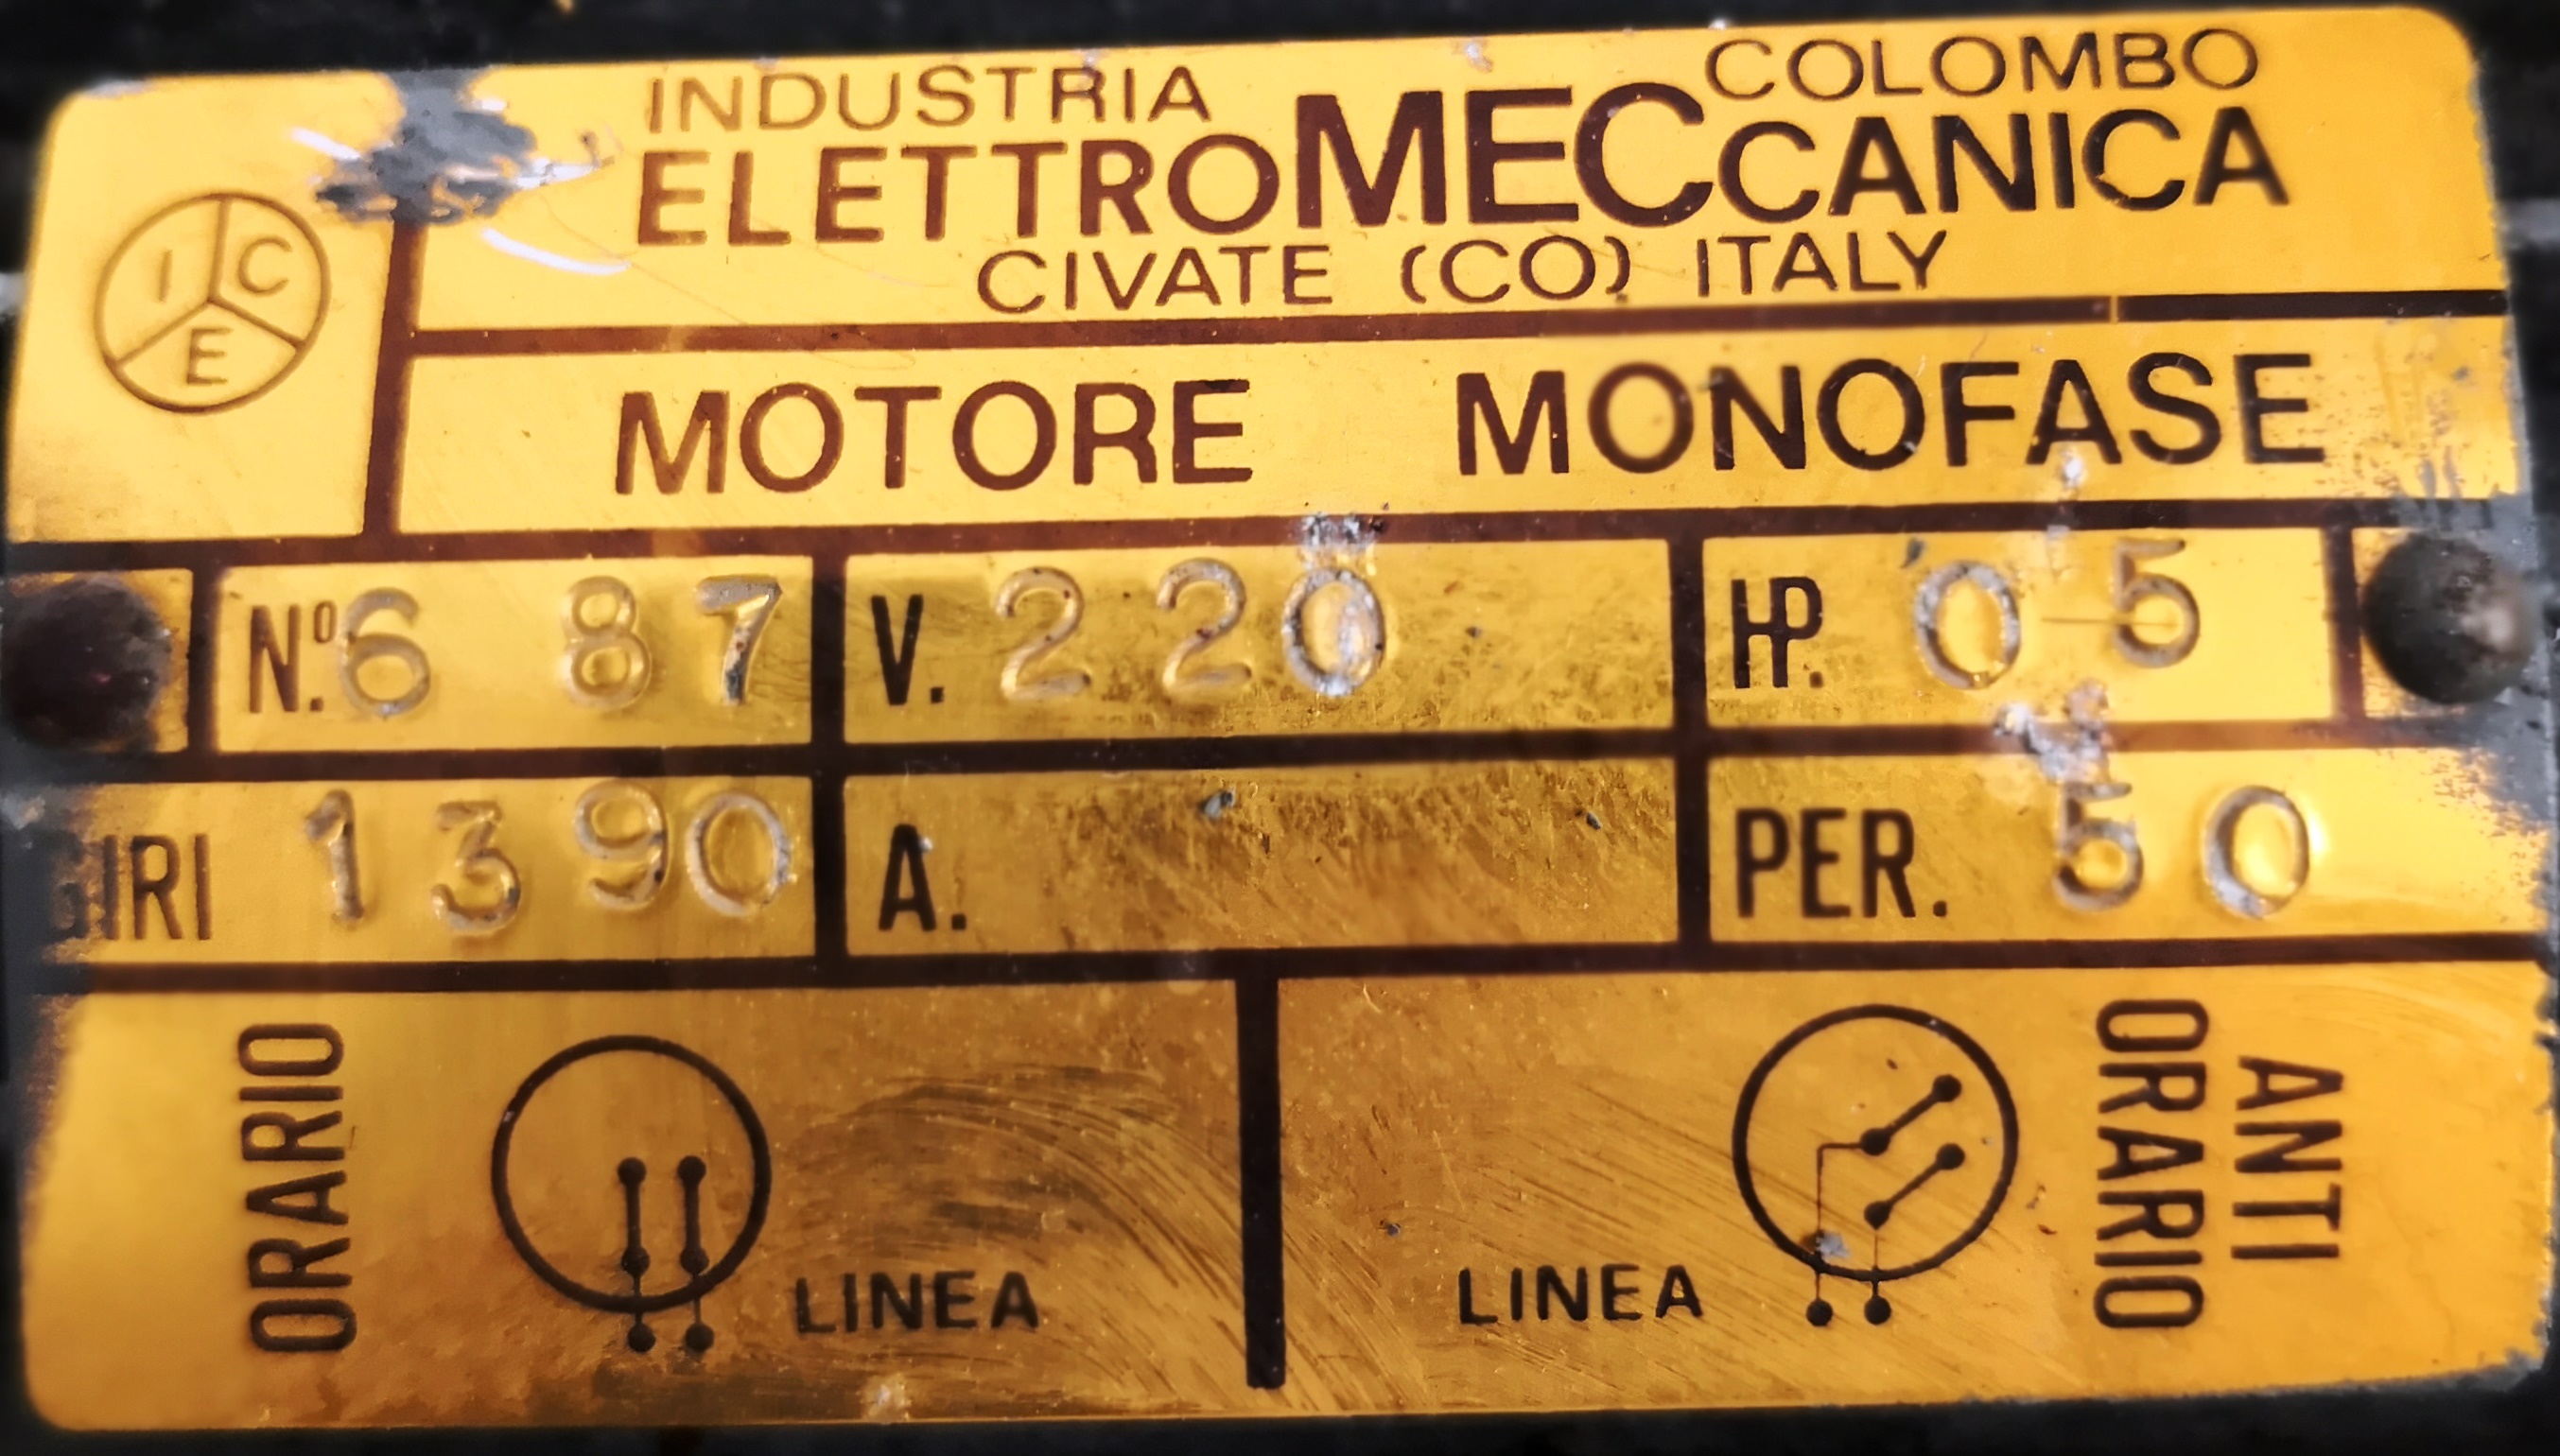 INDUSTRIA COLOMBO
ELETTROMECCANICA
CIVATE (CO) ITALY
I C E
MOTORE MONOFASE
N.º 6 87 V. 220 HP. 0-5
GIRI 1390 A. PER. 50
ORARIO
LINEA
LINEA
ANTI
ORARIO